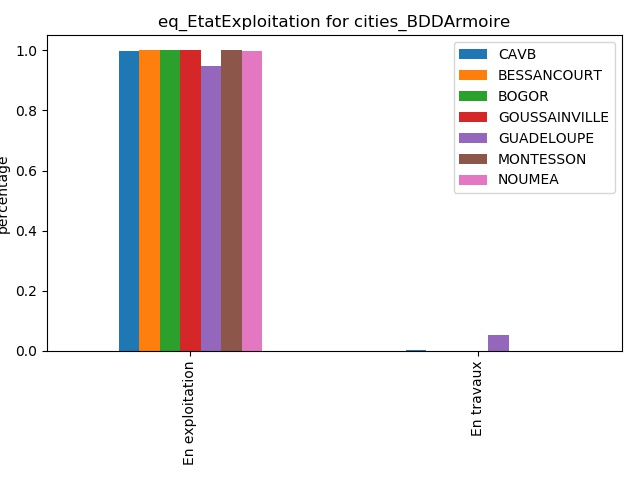 eq_EtatExploitation for cities_BDDArmoire
CAVB
BESSANCOURT
BOGOR
GOUSSAINVILLE
GUADELOUPE
MONTESSON
NOUMEA
percentage
1.0
0.8
0.6
0.4
0.2
0.0
En exploitation
En travaux